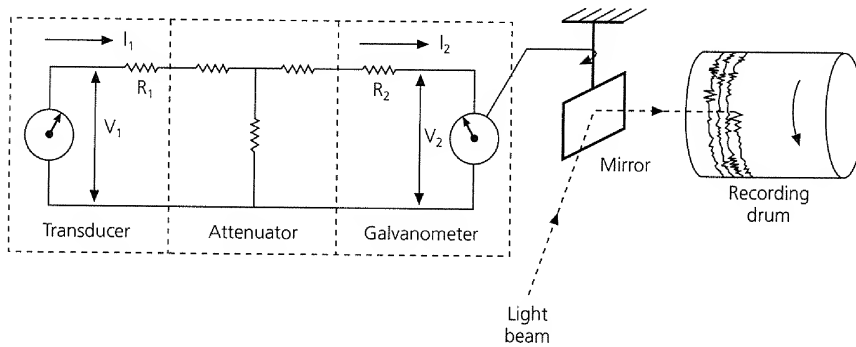 I₁
I₂
R₁
R₂
V₁
V₂
Mirror
Transducer
Attenuator
Galvanometer
Recording
drum
Light
beam